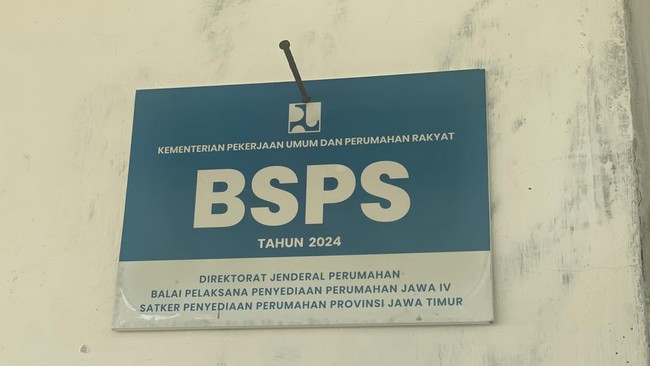 KEMENTERIAN PEKERJAAN UMUM DAN PERUMAHAN RAKYAT
BSPS
TAHUN 2024
DIREKTORAT JENDERAL PERUMAHAN
BALAI PELAKSANA PENYEDIAAN PERUMAHAN JAWA IV
SATKER PENYEDIAAN PERUMAHAN PROVINSI JAWA TIMUR